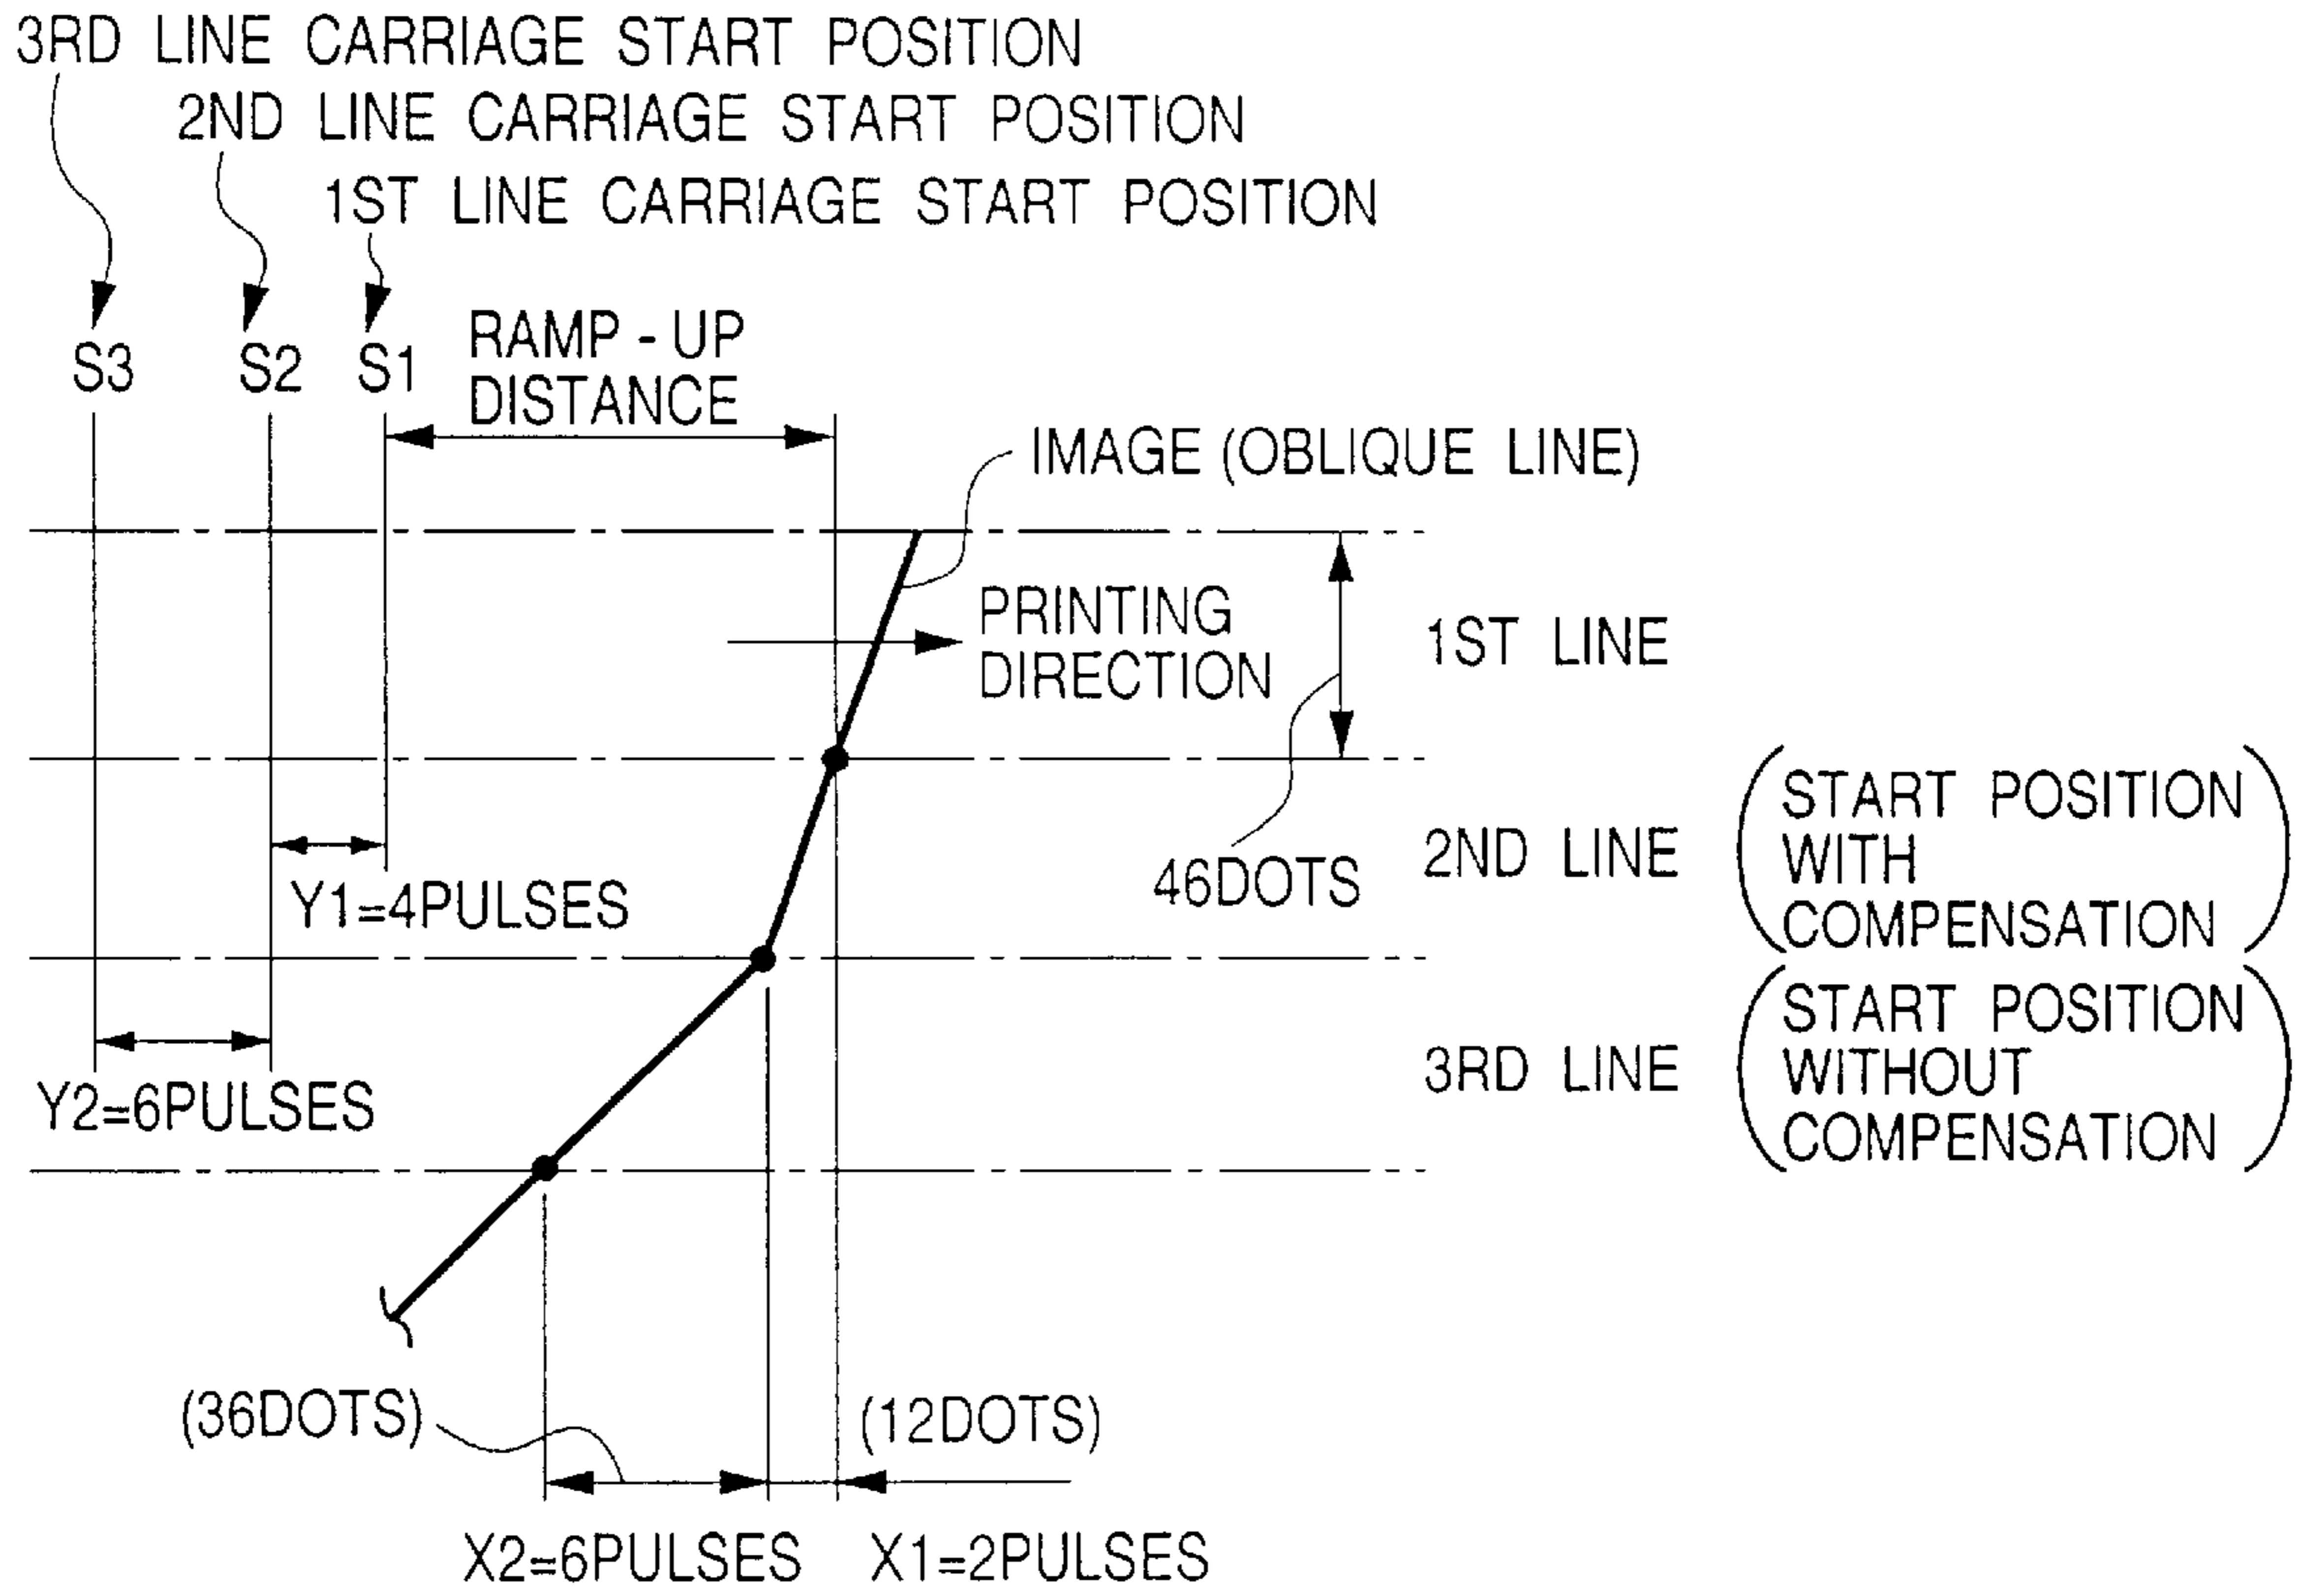 3RD LINE CARRIAGE START POSITION
2ND LINE CARRIAGE START POSITION
1ST LINE CARRIAGE START POSITION
S3
S2
S1
RAMP-UP
DISTANCE
IMAGE (OBLIQUE LINE)
PRINTING
DIRECTION
1ST LINE
46DOTS
2ND LINE
START POSITION
WITH
COMPENSATION
Y1=4PULSES
3RD LINE
START POSITION
WITHOUT
COMPENSATION
Y2=6PULSES
(36DOTS)
(12DOTS)
X2=6PULSES
X1=2PULSES